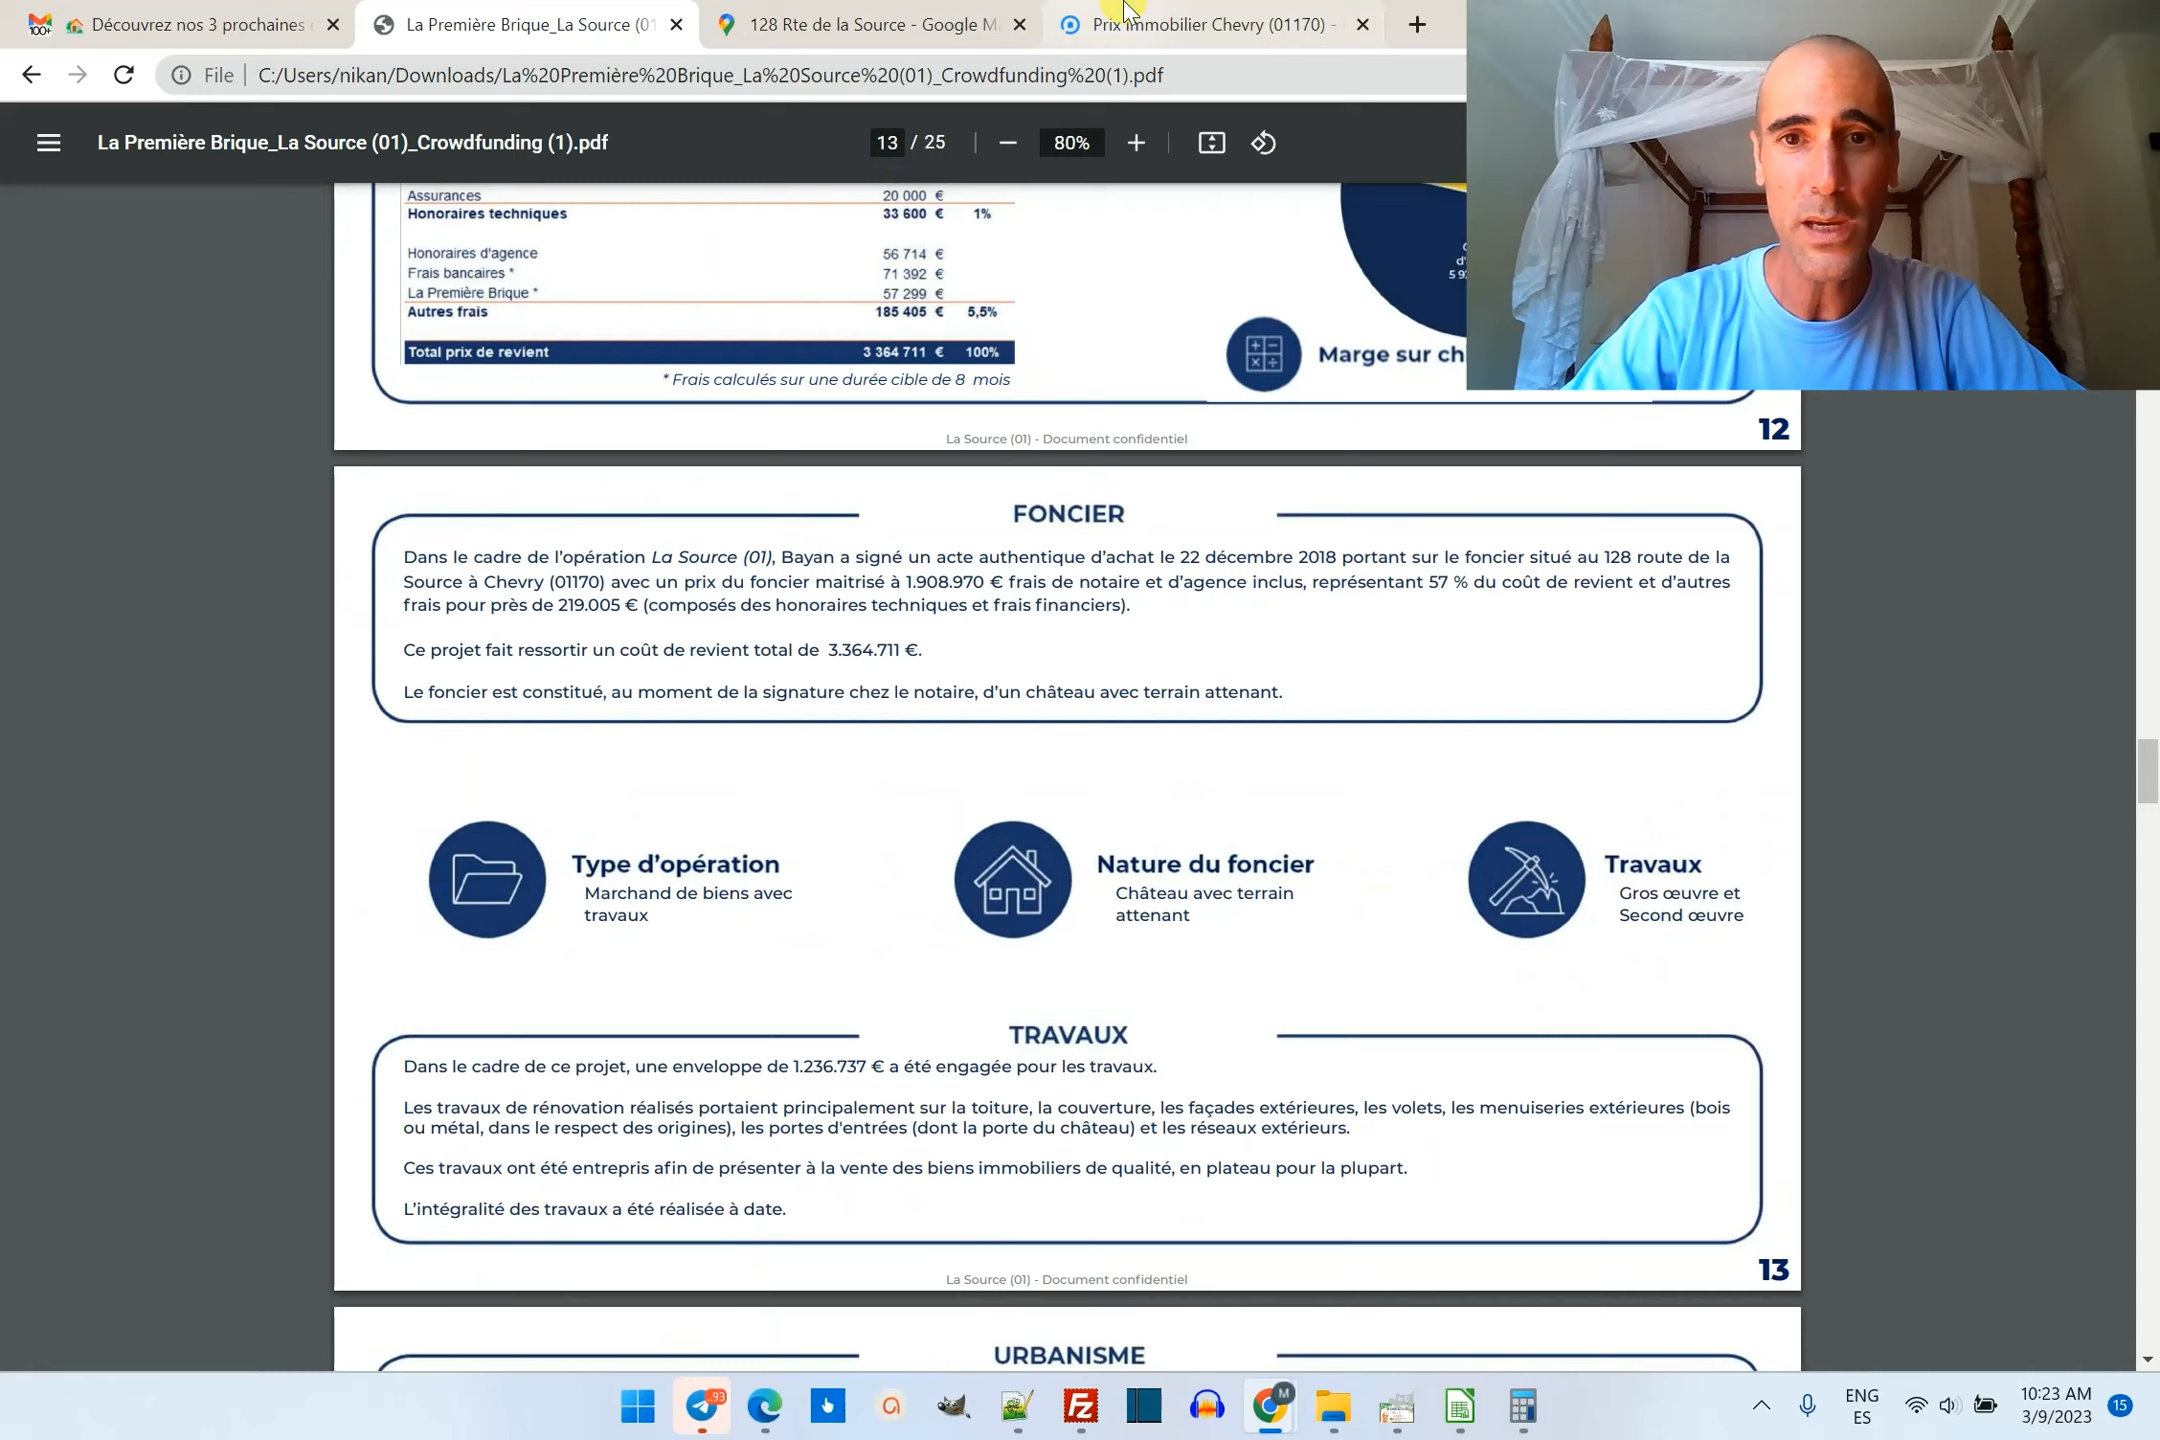 100+
Découvrez nos 3 prochaines
La Première Brique_La Source (01
128 Rte de la Source - Google M
Prix immobilier Chevry (01170) -
File
C:/Users/nikan/Downloads/La%20Première%20Brique_La%20Source%20(01)_Crowdfunding%20(1).pdf
La Première Brique_La Source (01)_Crowdfunding (1).pdf
13 / 25
80%
Assurances 20 000 €
Honoraires techniques 33 600 € 1%
Honoraires d'agence 56 714 €
Frais bancaires * 71 392 €
La Première Brique * 57 299 €
Autres frais 185 405 € 5,5%
Total prix de revient 3 364 711 € 100%
* Frais calculés sur une durée cible de 8 mois
Marge sur ch
La Source (01) - Document confidentiel
12
FONCIER
Dans le cadre de l'opération La Source (01), Bayan a signé un acte authentique d'achat le 22 décembre 2018 portant sur le foncier situé au 128 route de la
Source à Chevry (01170) avec un prix du foncier maitrisé à 1.908.970 € frais de notaire et d'agence inclus, représentant 57 % du coût de revient et d'autres
frais pour près de 219.005 € (composés des honoraires techniques et frais financiers).
Ce projet fait ressortir un coût de revient total de 3.364.711 €.
Le foncier est constitué, au moment de la signature chez le notaire, d'un château avec terrain attenant.
Type d'opération
Marchand de biens avec
travaux
Nature du foncier
Château avec terrain
attenant
Travaux
Gros œuvre et
Second œuvre
TRAVAUX
Dans le cadre de ce projet, une enveloppe de 1.236.737 € a été engagée pour les travaux.
Les travaux de rénovation réalisés portaient principalement sur la toiture, la couverture, les façades extérieures, les volets, les menuiseries extérieures (bois
ou métal, dans le respect des origines), les portes d'entrées (dont la porte du château) et les réseaux extérieurs.
Ces travaux ont été entrepris afin de présenter à la vente des biens immobiliers de qualité, en plateau pour la plupart.
L'intégralité des travaux a été réalisée à date.
La Source (01) - Document confidentiel
13
URBANISME
93
M
ENG
ES
10:23 AM
3/9/2023
15